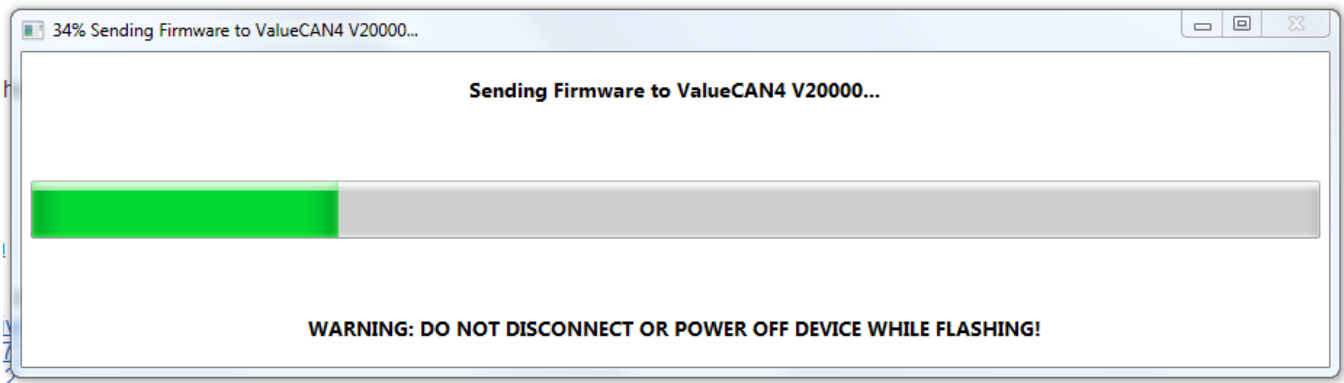 34% Sending Firmware to ValueCAN4 V20000...
Sending Firmware to ValueCAN4 V20000...
WARNING: DO NOT DISCONNECT OR POWER OFF DEVICE WHILE FLASHING!